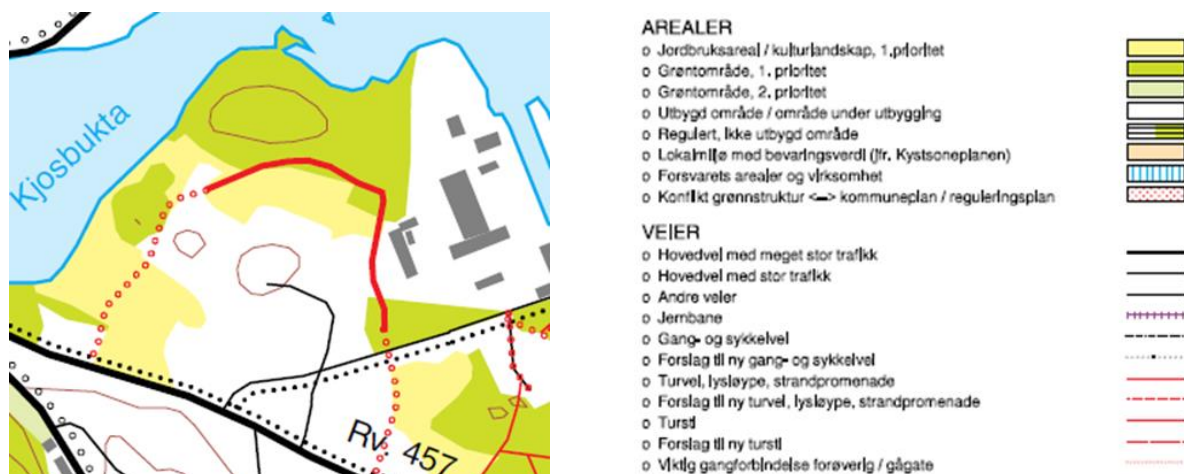 Kjosbukta
Rv. 457
AREALER
o Jordbruksareal / kulturlandskap, 1.prioritet
o Grøntområde, 1. prioritet
o Grøntområde, 2. prioritet
o Utbygd område / område under utbygging
o Regulert, ikke utbygd område
o Lokalmiljø med bevaringsverdi (jfr. Kystsoneplanen)
o Forsvarets arealer og virksomhet
o Konflikt grønnstruktur <--> kommuneplan / reguleringsplan
VEIER
o Hovedvei med meget stor trafikk
o Hovedvei med stor trafikk
o Andre veier
o Jernbane
o Gang- og sykkelvei
o Forslag til ny gang- og sykkelvei
o Turvei, lysløype, strandpromenade
o Forslag til ny turvei, lysløype, strandpromenade
o Tursti
o Forslag til ny tursti
o Viktig gangforbindelse forøverig / gågate